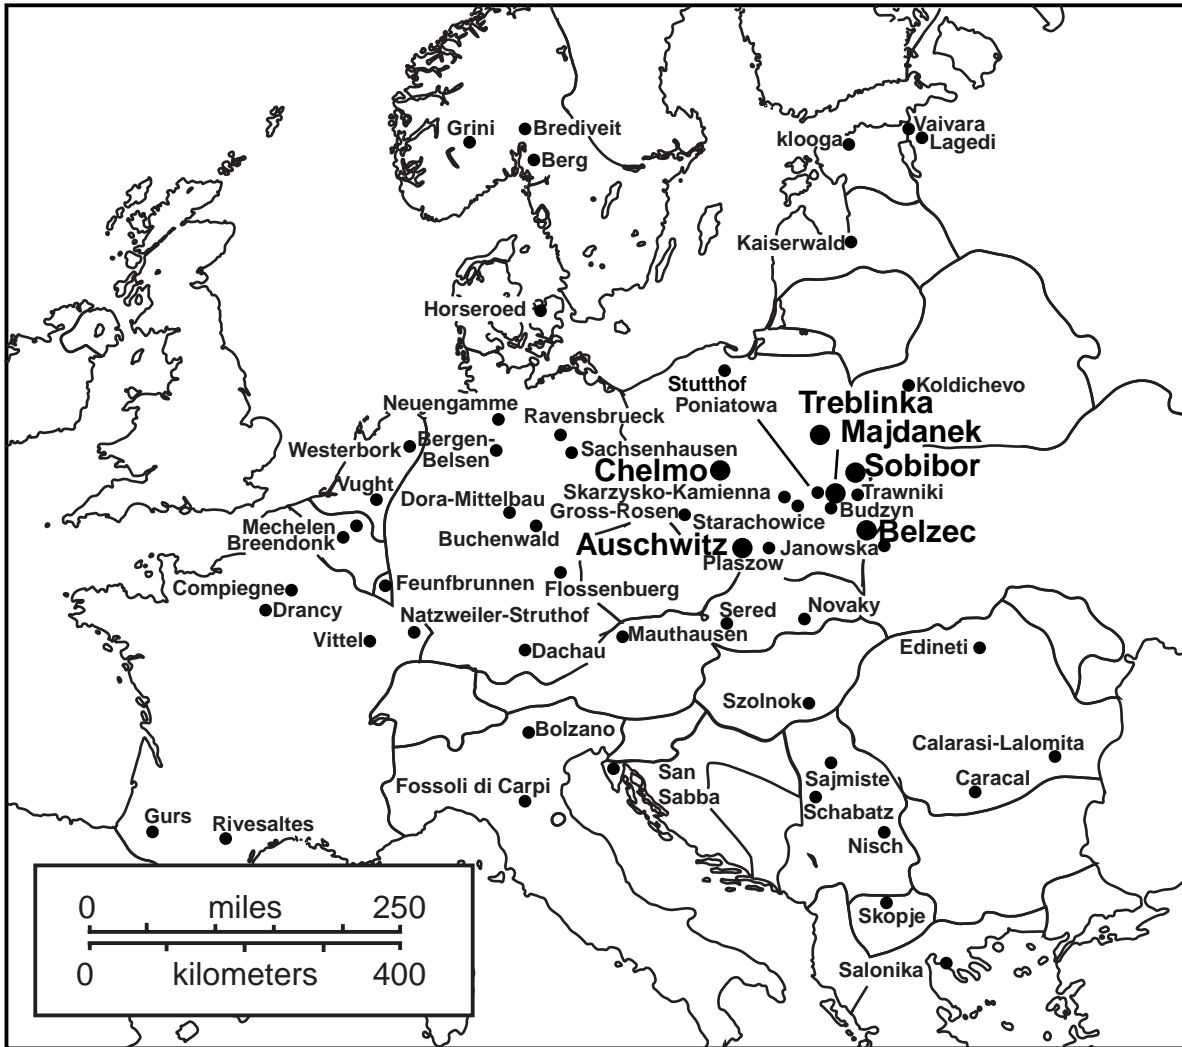 Grini
Brediveit
Berg
klooga
Vaivara
Lagedi
Kaiserwald
Horseroed
Stutthof
Poniatowa
Koldichevo
Treblinka
Majdanek
Neuengamme
Ravensbrueck
Westerbork
Bergen-
Belsen
Sachsenhausen
Chelmo
Sobibor
Vught
Dora-Mittelbau
Skarzysko-Kamienna
Trawniki
Gross-Rosen
Starachowice
Budzyn
Mechelen
Breendonk
Buchenwald
Auschwitz
Belzec
Janowska
Plaszow
Compiegne
Feunfbrunnen
Flossenbuerg
Drancy
Natzweiler-Struthof
Sered
Novaky
Vittel
Mauthausen
Dachau
Edineti
Szolnok
Bolzano
Calarasi-Lalomita
San
Sabba
Sajmiste
Caracal
Fossoli di Carpi
Schabatz
Gurs
Rivesaltes
Nisch
0 miles 250
0 kilometers 400
Skopje
Salonika